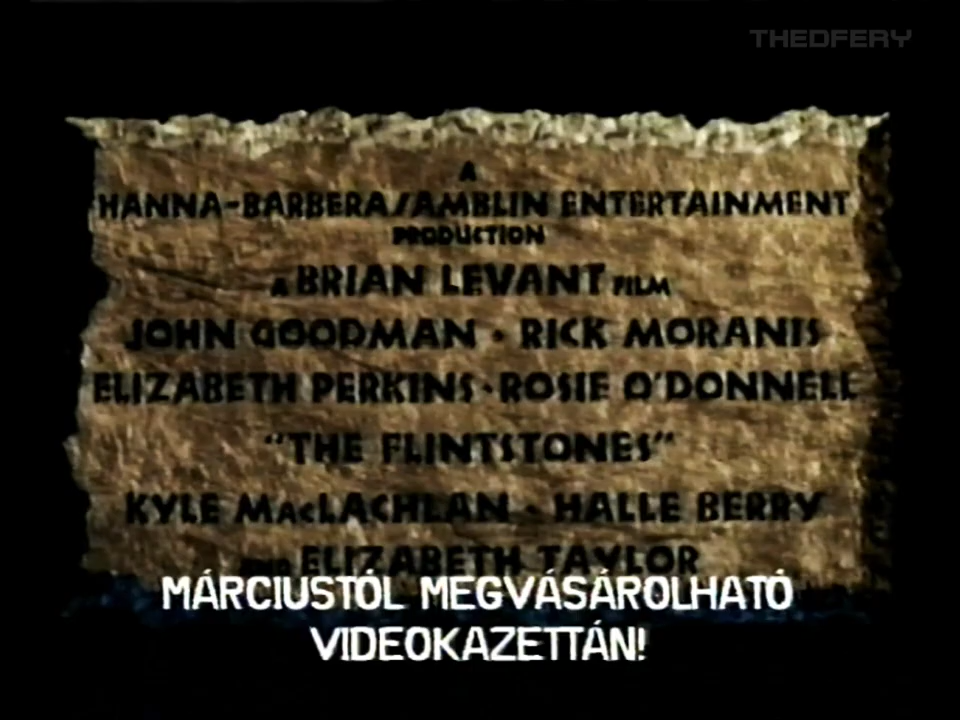 THEDFERY
A
HANNA-BARBERA/AMBLIN ENTERTAINMENT
PRODUCTION
A BRIAN LEVANT FILM
JOHN GOODMAN · RICK MORANIS
ELIZABETH PERKINS · ROSIE O'DONNELL
"THE FLINTSTONES"
KYLE MacLACHLAN · HALLE BERRY
AND ELIZABETH TAYLOR
MÁRCIUSTÓL MEGVÁSÁROLHATÓ
VIDEOKAZETTÁN!